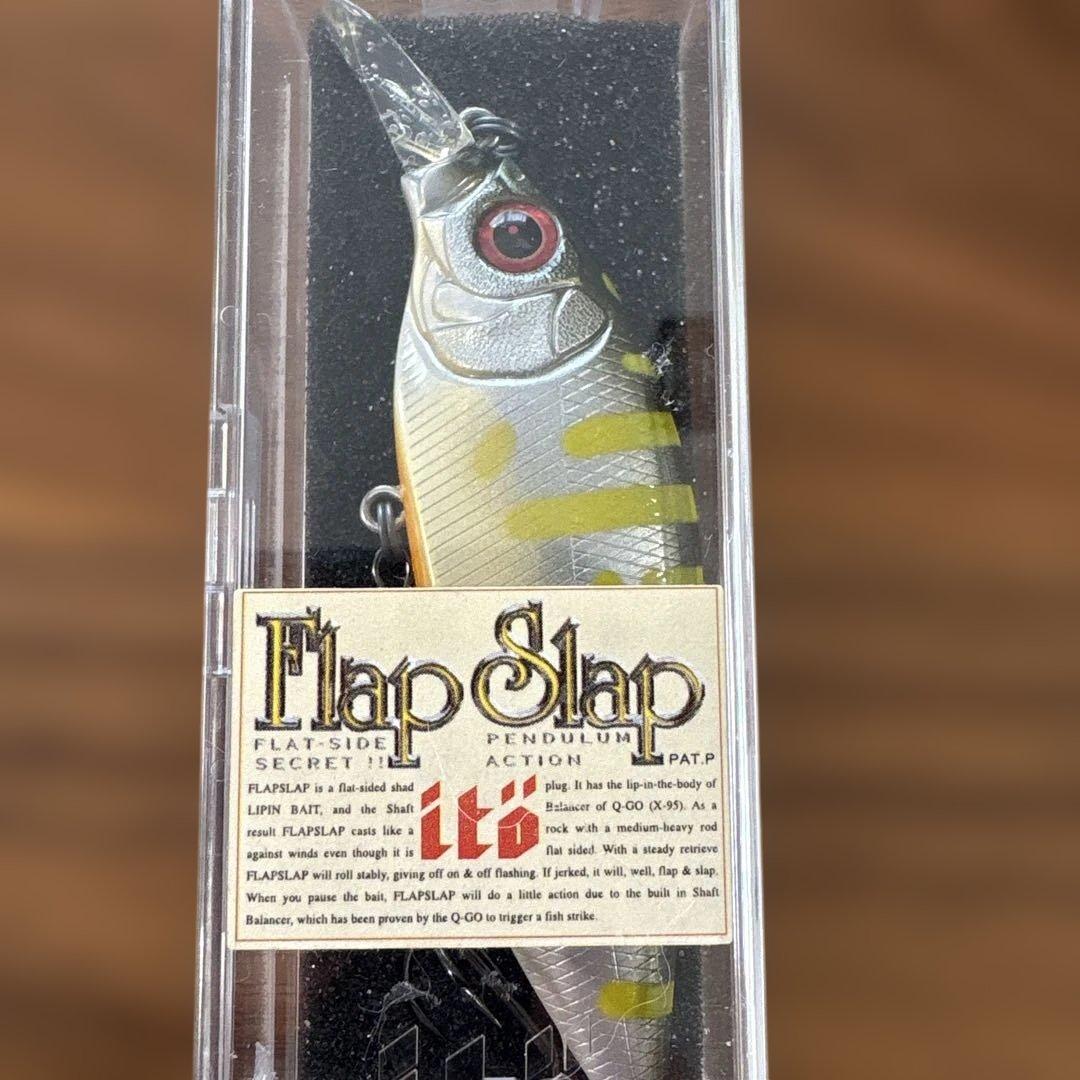 Flap Slap
FLAT-SIDE PENDULUM
SECRET !! ACTION PAT.P
FLAPSLAP is a flat-sided shad plug. It has the lip-in-the-body of
LIPIN BAIT, and the Shaft Balancer of Q-GO (X-95). As a
result FLAPSLAP casts like a rock with a medium-heavy rod
against winds even though it is flat sided. With a steady retrieve
itö
FLAPSLAP will roll stably, giving off on & off flashing. If jerked, it will, well, flap & slap.
When you pause the bait, FLAPSLAP will do a little action due to the built in Shaft
Balancer, which has been proven by the Q-GO to trigger a fish strike.